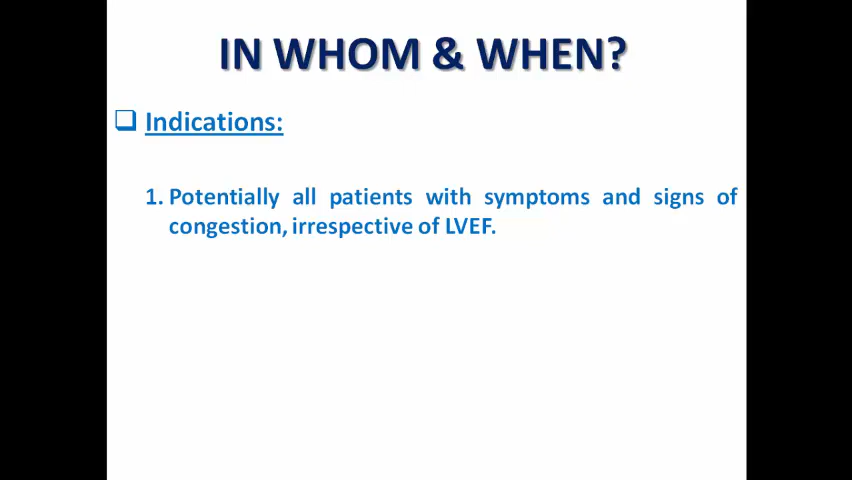 IN WHOM & WHEN?
❑ Indications:
1. Potentially all patients with symptoms and signs of
congestion, irrespective of LVEF.